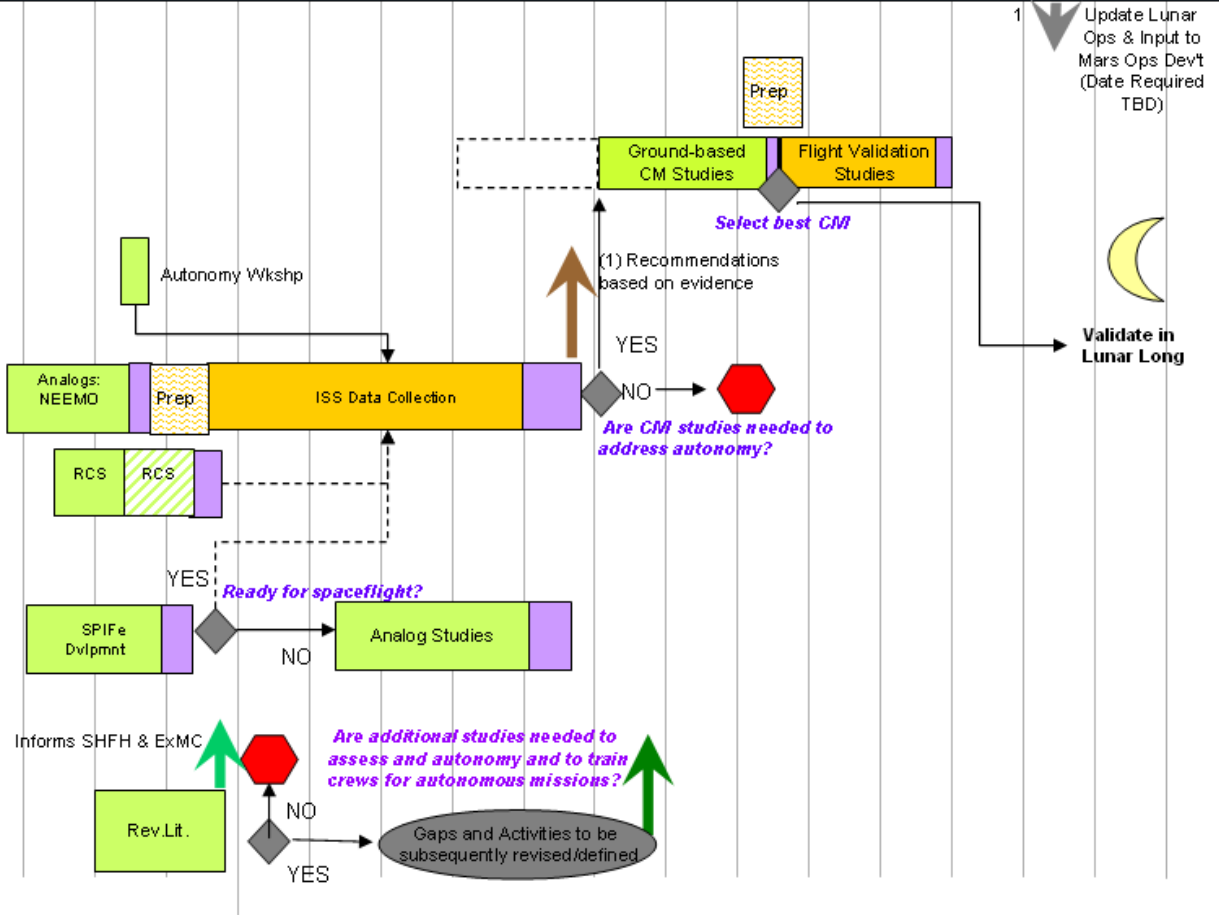 1
Update Lunar
Ops & Input to
Mars Ops Dev't
(Date Required
TBD)
Prep
Ground-based
CM Studies
Flight Validation
Studies
Select best CM
Autonomy Wkshp
(1) Recommendations
based on evidence
YES
Validate in
Lunar Long
Analogs:
NEEMO
Prep
ISS Data Collection
NO
Are CM studies needed to
address autonomy?
RCS
RCS
YES
Ready for spaceflight?
SPIFe
Dvlpmnt
NO
Analog Studies
Informs SHFH & ExMC
Are additional studies needed to
assess and autonomy and to train
crews for autonomous missions?
NO
Rev.Lit.
Gaps and Activities to be
subsequently revised/defined
YES